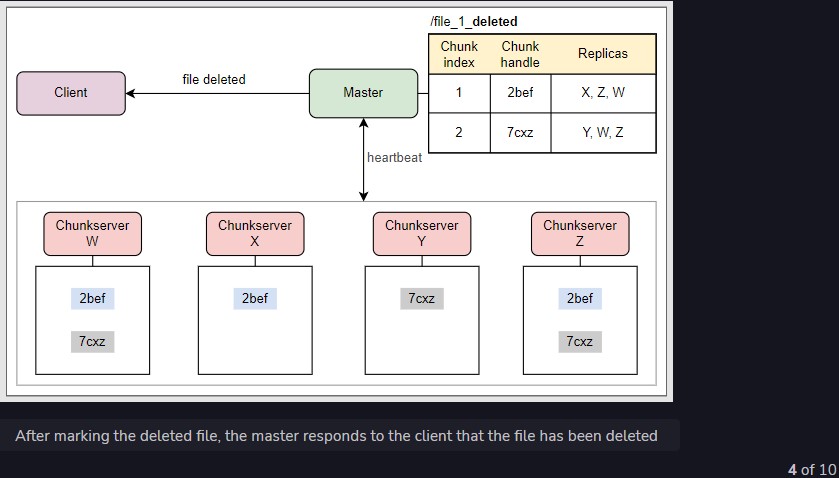 /file_1_deleted
Chunk index
Chunk handle
Replicas
1
2bef
X, Z, W
2
7cxz
Y, W, Z
Client
file deleted
Master
heartbeat
Chunkserver
W
Chunkserver
X
Chunkserver
Y
Chunkserver
Z
2bef
2bef
7cxz
2bef
7cxz
7cxz
After marking the deleted file, the master responds to the client that the file has been deleted
4 of 10